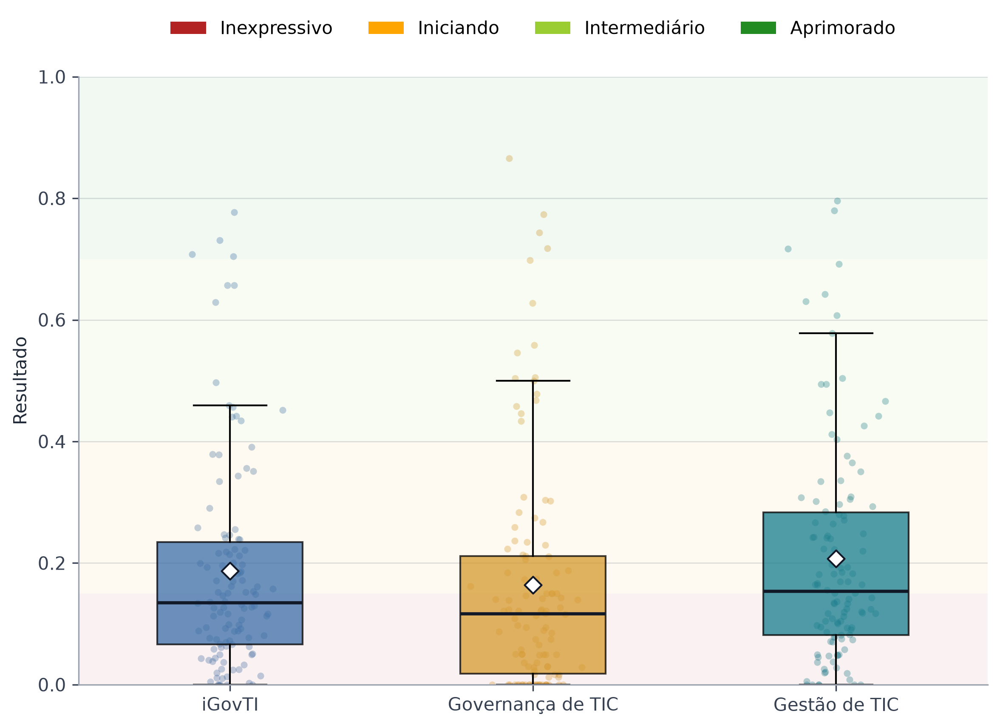 Inexpressivo Iniciando Intermediário Aprimorado
1.0
0.8
0.6
0.4
0.2
0.0
Resultado
iGovTI Governança de TIC Gestão de TIC